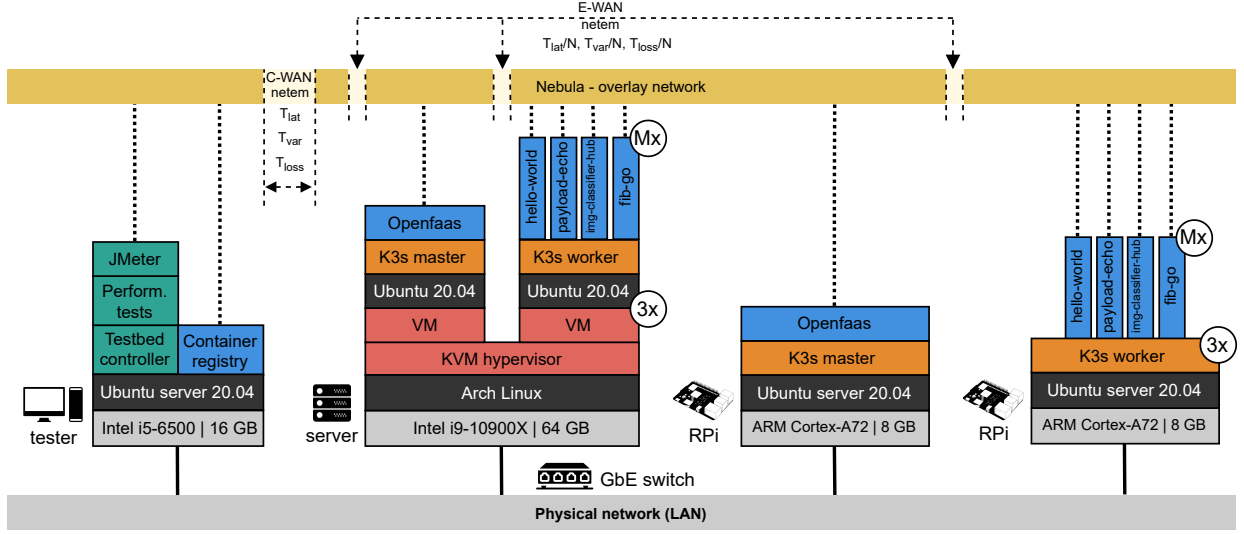 E-WAN
netem
Tlat/N, Tvar/N, Tloss/N
C-WAN
netem
Tlat
Tvar
Tloss
Nebula - overlay network
JMeter
Perform.
tests
Testbed
controller
Container
registry
Ubuntu server 20.04
Intel i5-6500 | 16 GB
tester
Openfaas
K3s master
Ubuntu 20.04
VM
hello-world
payload-echo
img-classifier-hub
fib-go
Mx
K3s worker
Ubuntu 20.04
VM
3x
KVM hypervisor
Arch Linux
Intel i9-10900X | 64 GB
server
Openfaas
K3s master
Ubuntu server 20.04
ARM Cortex-A72 | 8 GB
RPi
hello-world
payload-echo
img-classifier-hub
fib-go
Mx
K3s worker
3x
Ubuntu server 20.04
ARM Cortex-A72 | 8 GB
RPi
GbE switch
Physical network (LAN)